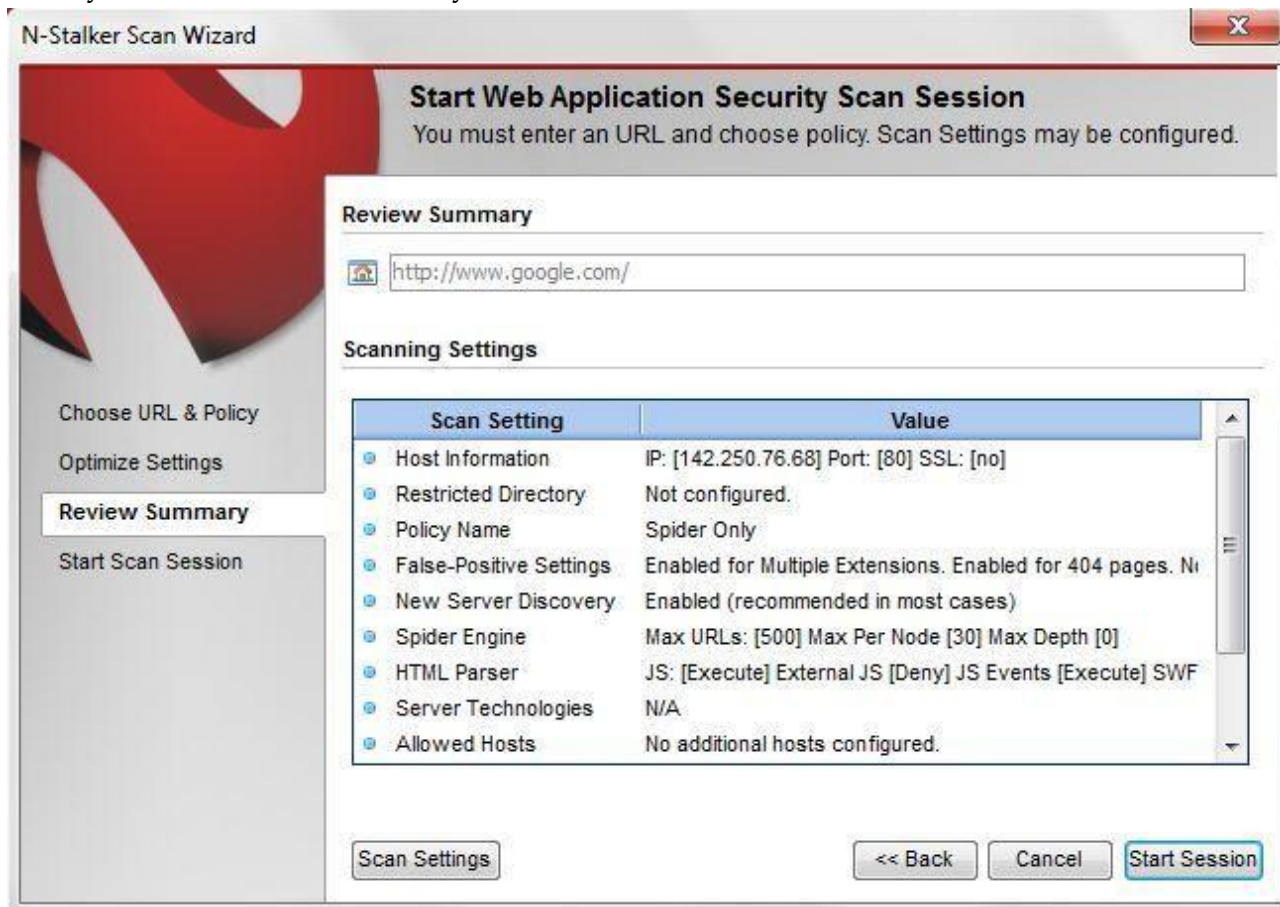 N-Stalker Scan Wizard
Start Web Application Security Scan Session
You must enter an URL and choose policy. Scan Settings may be configured.
Review Summary
http://www.google.com/
Scanning Settings
Choose URL & Policy
Optimize Settings
Review Summary
Start Scan Session
Scan Setting Value
Host Information IP: [142.250.76.68] Port: [80] SSL: [no]
Restricted Directory Not configured.
Policy Name Spider Only
False-Positive Settings Enabled for Multiple Extensions. Enabled for 404 pages.
New Server Discovery Enabled (recommended in most cases)
Spider Engine Max URLs: [500] Max Per Node [30] Max Depth [0]
HTML Parser JS: [Execute] External JS [Deny] JS Events [Execute] SWF
Server Technologies N/A
Allowed Hosts No additional hosts configured.
Scan Settings << Back Cancel Start Session